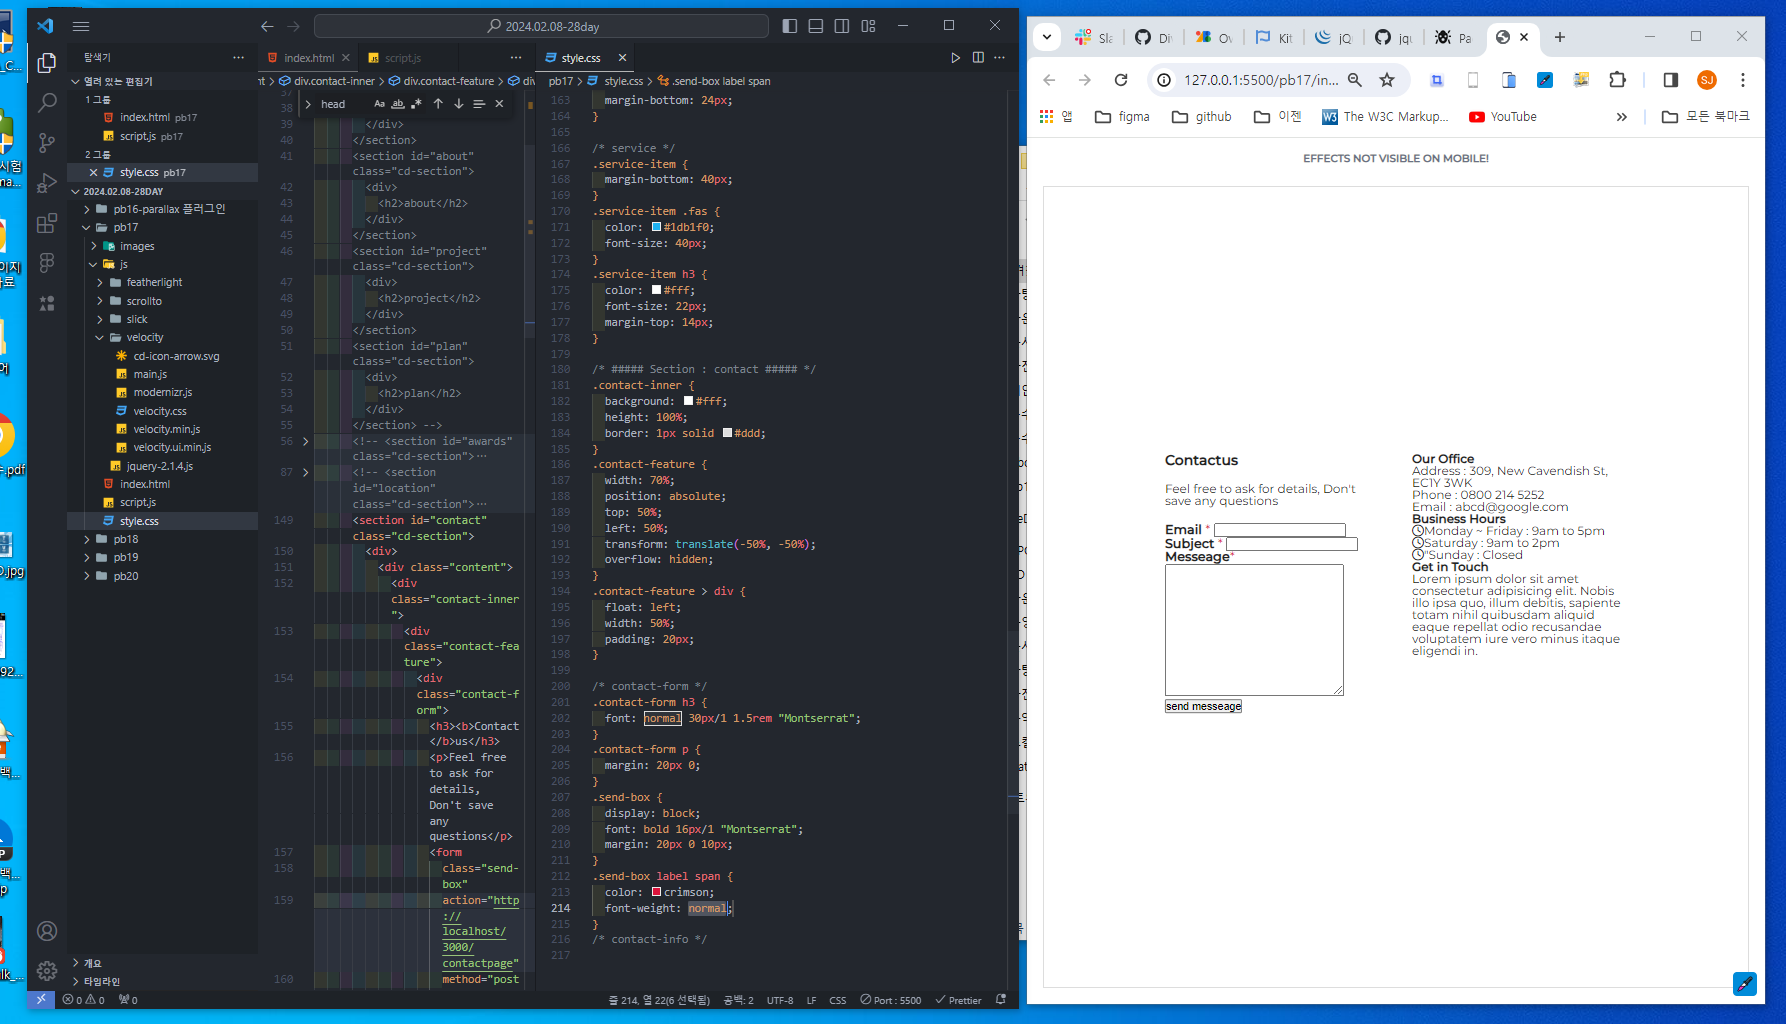 2024.02.08-28day
탐색기
열려 있는 편집기
1 그룹
index.html pb17
script.js pb17
2 그룹
style.css pb17
2024.02.08-28DAY
pb16-parallax 플러그인
pb17
images
js
featherlight
scrollto
slick
velocity
cd-icon-arrow.svg
main.js
modernizr.js
velocity.css
velocity.min.js
velocity.ui.min.js
jquery-2.1.4.js
index.html
script.js
style.css
pb18
pb19
pb20
개요
타임라인
index.html
script.js
div.contact-inner > div.contact-feature > div
head
37
38
39 </div>
40 </section>
41 <section id="about"
class="cd-section">
42 <div>
43 <h2>about</h2>
44 </div>
45 </section>
46 <section id="project"
class="cd-section">
47 <div>
48 <h2>project</h2>
49 </div>
50 </section>
51 <section id="plan"
class="cd-section">
52 <div>
53 <h2>plan</h2>
54 </div>
55 </section> -->
56 <!-- <section id="awards"
class="cd-section">…
87 <!-- <section
id="location"
class="cd-section">…
149 <section id="contact"
class="cd-section">
150 <div>
151 <div class="content">
152 <div
class="contact-inner
">
153 <div
class="contact-fea
ture">
154 <div
class="contact-f
orm">
155 <h3><b>Contact
</b>us</h3>
156 <p>Feel free
to ask for
details,
Don't save
any
questions</p>
157 <form
158 class="send-
box"
159 action="http
://
localhost/
3000/
contactpage"
160 method="post
style.css
pb17 > style.css > .send-box label span
163 margin-bottom: 24px;
164 }
165
166 /* service */
167 .service-item {
168 margin-bottom: 40px;
169 }
170 .service-item .fas {
171 color: #1db1f0;
172 font-size: 40px;
173 }
174 .service-item h3 {
175 color: #fff;
176 font-size: 22px;
177 margin-top: 14px;
178 }
179
180 /* ##### Section : contact ##### */
181 .contact-inner {
182 background: #fff;
183 height: 100%;
184 border: 1px solid #ddd;
185 }
186 .contact-feature {
187 width: 70%;
188 position: absolute;
189 top: 50%;
190 left: 50%;
191 transform: translate(-50%, -50%);
192 overflow: hidden;
193 }
194 .contact-feature > div {
195 float: left;
196 width: 50%;
197 padding: 20px;
198 }
199
200 /* contact-form */
201 .contact-form h3 {
202 font: normal 30px/1 1.5rem "Montserrat";
203 }
204 .contact-form p {
205 margin: 20px 0;
206 }
207 .send-box {
208 display: block;
209 font: bold 16px/1 "Montserrat";
210 margin: 20px 0 10px;
211 }
212 .send-box label span {
213 color: crimson;
214 font-weight: normal;
215 }
216 /* contact-info */
217
0 0 0
줄 214, 열 22(6 선택됨) 공백: 2 UTF-8 LF CSS Port : 5500 Prettier
Sla Di Ov Kit jQ jqu Pa
127.0.0.1:5500/pb17/in...
SJ
앱 figma github 이젠 The W3C Markup... YouTube 모든 북마크
EFFECTS NOT VISIBLE ON MOBILE!
Contactus
Feel free to ask for details, Don't
save any questions
Email *
Subject *
Messeage*
send messeage
Our Office
Address : 309, New Cavendish St,
EC1Y 3WK
Phone : 0800 214 5252
Email : abcd@google.com
Business Hours
Monday ~ Friday : 9am to 5pm
Saturday : 9am to 2pm
"Sunday : Closed
Get in Touch
Lorem ipsum dolor sit amet
consectetur adipisicing elit. Nobis
illo ipsa quo, illum debitis, sapiente
totam nihil quibusdam aliquid
eaque repellat odio recusandae
voluptatem iure vero minus itaque
eligendi in.